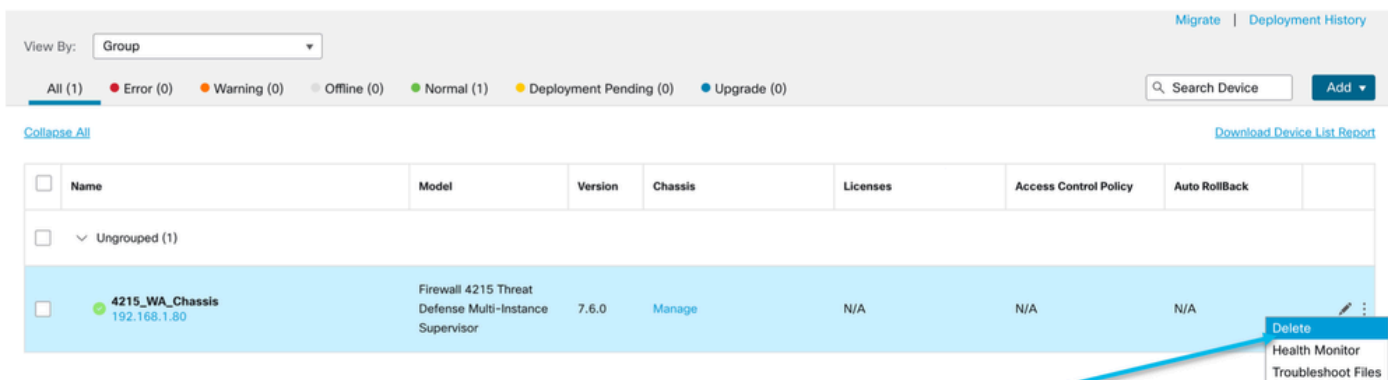 Migrate | Deployment History
View By: Group
All (1) Error (0) Warning (0) Offline (0) Normal (1) Deployment Pending (0) Upgrade (0) Search Device Add
Collapse All Download Device List Report
Name Model Version Chassis Licenses Access Control Policy Auto RollBack
Ungrouped (1)
4215_WA_Chassis
192.168.1.80
Firewall 4215 Threat
Defense Multi-Instance
Supervisor
7.6.0 Manage N/A N/A N/A
Delete
Health Monitor
Troubleshoot Files